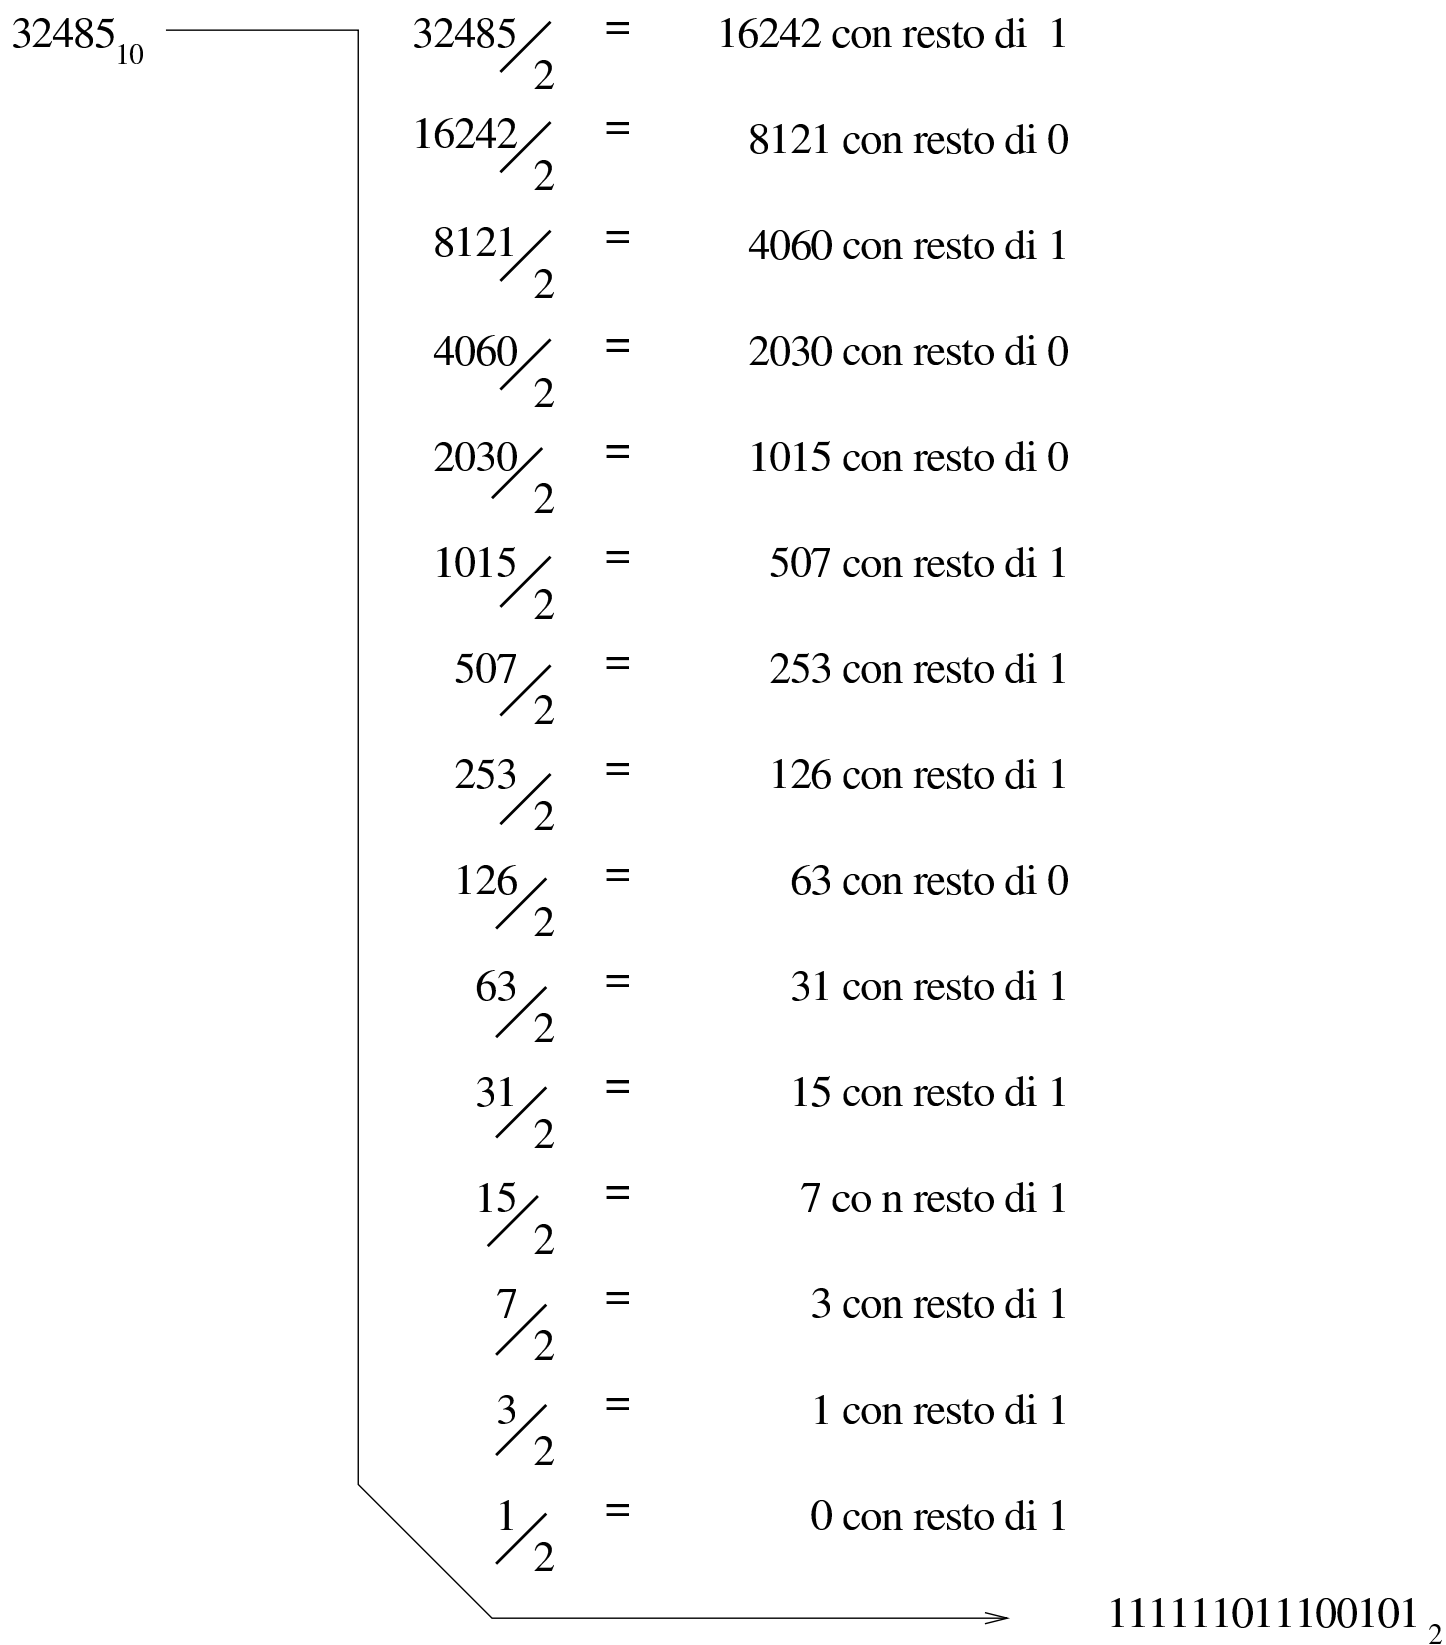 32485₁₀ 32485/2 = 16242 con resto di 1
16242/2 = 8121 con resto di 0
8121/2 = 4060 con resto di 1
4060/2 = 2030 con resto di 0
2030/2 = 1015 con resto di 0
1015/2 = 507 con resto di 1
507/2 = 253 con resto di 1
253/2 = 126 con resto di 1
126/2 = 63 con resto di 0
63/2 = 31 con resto di 1
31/2 = 15 con resto di 1
15/2 = 7 co n resto di 1
7/2 = 3 con resto di 1
3/2 = 1 con resto di 1
1/2 = 0 con resto di 1
111111011100101₂